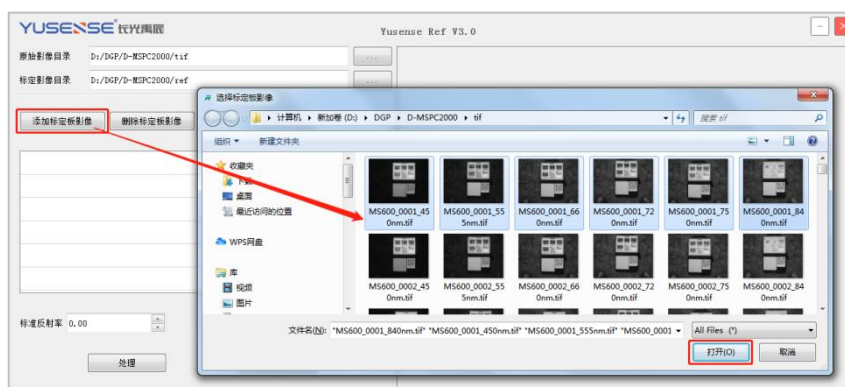 YUSENSE 长光禹辰
Yusense Ref V3.0
原始影像目录 D:/DGP/D-MSPC2000/tif ...
标定影像目录 D:/DGP/D-MSPC2000/ref ...
添加标定板影像 删除标定板影像
选择标定板影像
计算机 新加卷 (D:) DGP D-MSPC2000 tif
搜索 tif
组织 新建文件夹
收藏夹
下载
桌面
最近访问的位置
WPS网盘
库
视频
图片
MS600_0001_450nm.tif
MS600_0001_555nm.tif
MS600_0001_660nm.tif
MS600_0001_720nm.tif
MS600_0001_750nm.tif
MS600_0001_840nm.tif
MS600_0002_450nm.tif
MS600_0002_555nm.tif
MS600_0002_660nm.tif
MS600_0002_720nm.tif
MS600_0002_750nm.tif
MS600_0002_840nm.tif
文件名(N): "MS600_0001_840nm.tif" "MS600_0001_450nm.tif" "MS600_0001_555nm.tif" "MS600_0001
All Files (*)
打开(O) 取消
标准反射率 0.00
处理